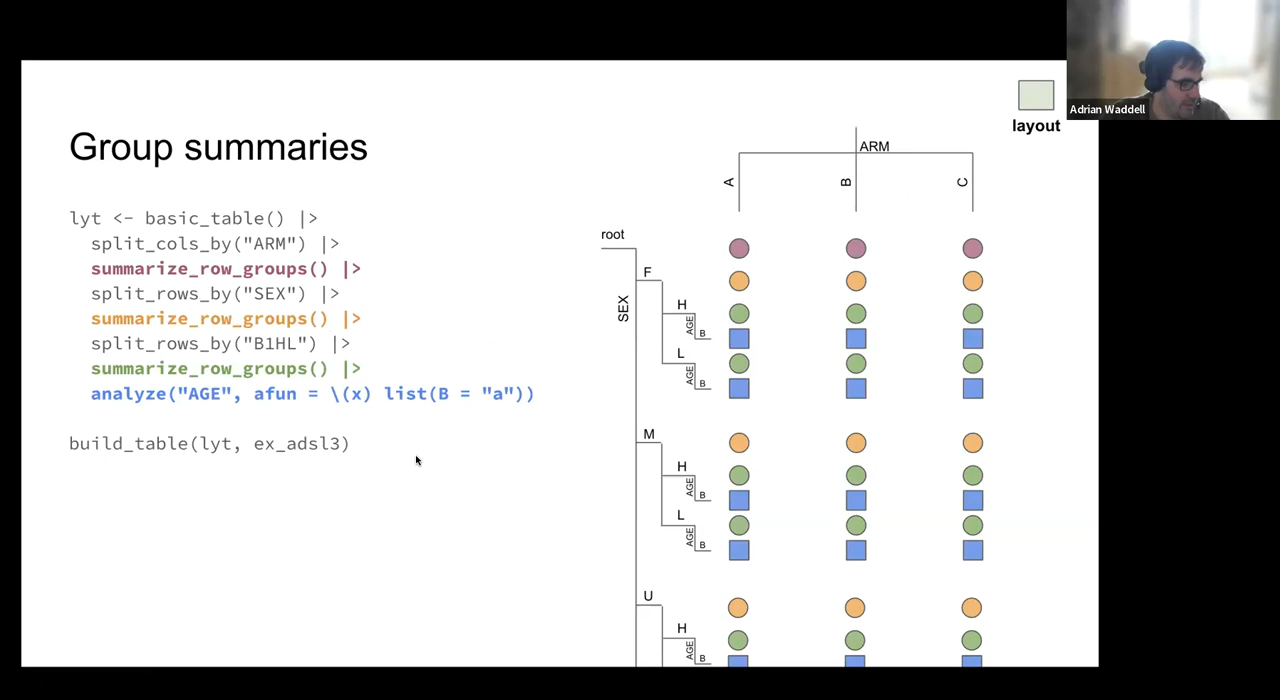 Adrian Waddell
layout
Group summaries
lyt <- basic_table() |>
split_cols_by("ARM") |>
summarize_row_groups() |>
split_rows_by("SEX") |>
summarize_row_groups() |>
split_rows_by("B1HL") |>
summarize_row_groups() |>
analyze("AGE", afun = \(x) list(B = "a"))
build_table(lyt, ex_adsl3)
ARM
A
B
C
root
SEX
F
H
AGE
B
L
AGE
B
M
H
AGE
B
L
AGE
B
U
H
AGE
B